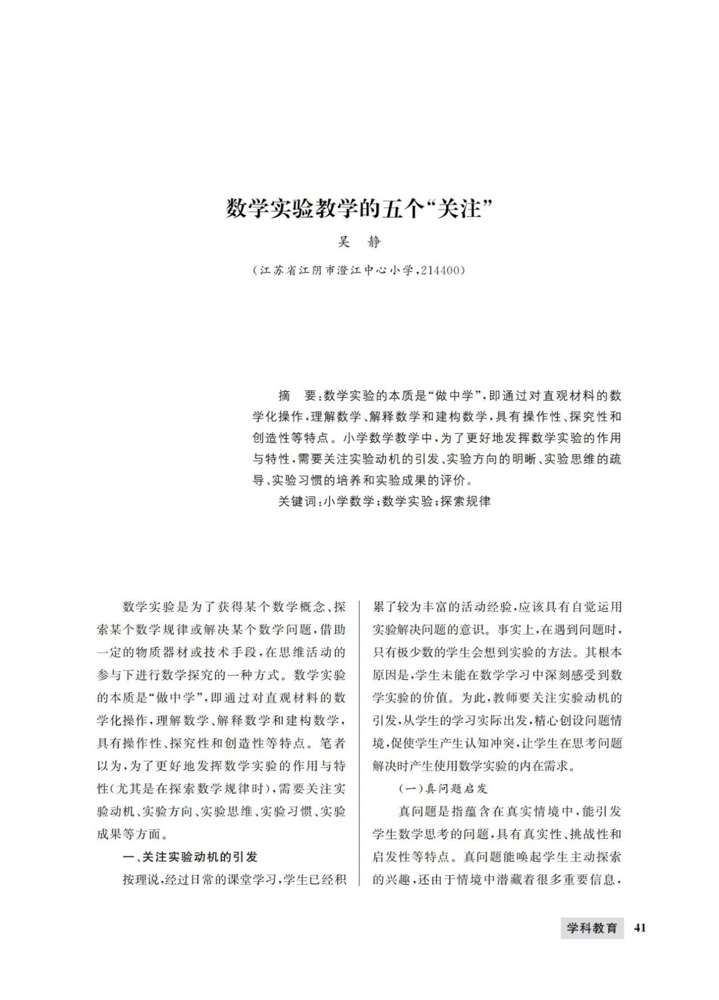 数学实验教学的五个“关注”
吴　静
（江苏省江阴市澄江中心小学，214400）
摘　要：数学实验的本质是“做中学”，即通过对直观材料的数
学化操作，理解数学、解释数学和建构数学，具有操作性、探究性和
创造性等特点。小学数学教学中，为了更好地发挥数学实验的作用
与特性，需要关注实验动机的引发、实验方向的明晰、实验思维的疏
导、实验习惯的培养和实验成果的评价。
关键词：小学数学；数学实验；探索规律
数学实验是为了获得某个数学概念、探
索某个数学规律或解决某个数学问题，借助
一定的物质器材或技术手段，在思维活动的
参与下进行数学探究的一种方式。数学实验
的本质是“做中学”，即通过对直观材料的数
学化操作，理解数学、解释数学和建构数学，
具有操作性、探究性和创造性等特点。笔者
以为，为了更好地发挥数学实验的作用与特
性（尤其是在探索数学规律时），需要关注实
验动机、实验方向、实验思维、实验习惯、实验
成果等方面。
一、关注实验动机的引发
按理说，经过日常的课堂学习，学生已经积
累了较为丰富的活动经验，应该具有自觉运用
实验解决问题的意识。事实上，在遇到问题时，
只有极少数的学生会想到实验的方法。其根本
原因是，学生未能在数学学习中深刻感受到数
学实验的价值。为此，教师要关注实验动机的
引发，从学生的学习实际出发，精心创设问题情
境，促使学生产生认知冲突，让学生在思考问题
解决时产生使用数学实验的内在需求。
（一）真问题启发
真问题是指蕴含在真实情境中，能引发
学生数学思考的问题，具有真实性、挑战性和
启发性等特点。真问题能唤起学生主动探索
的兴趣，还由于情境中潜藏着很多重要信息，
学科教育　41